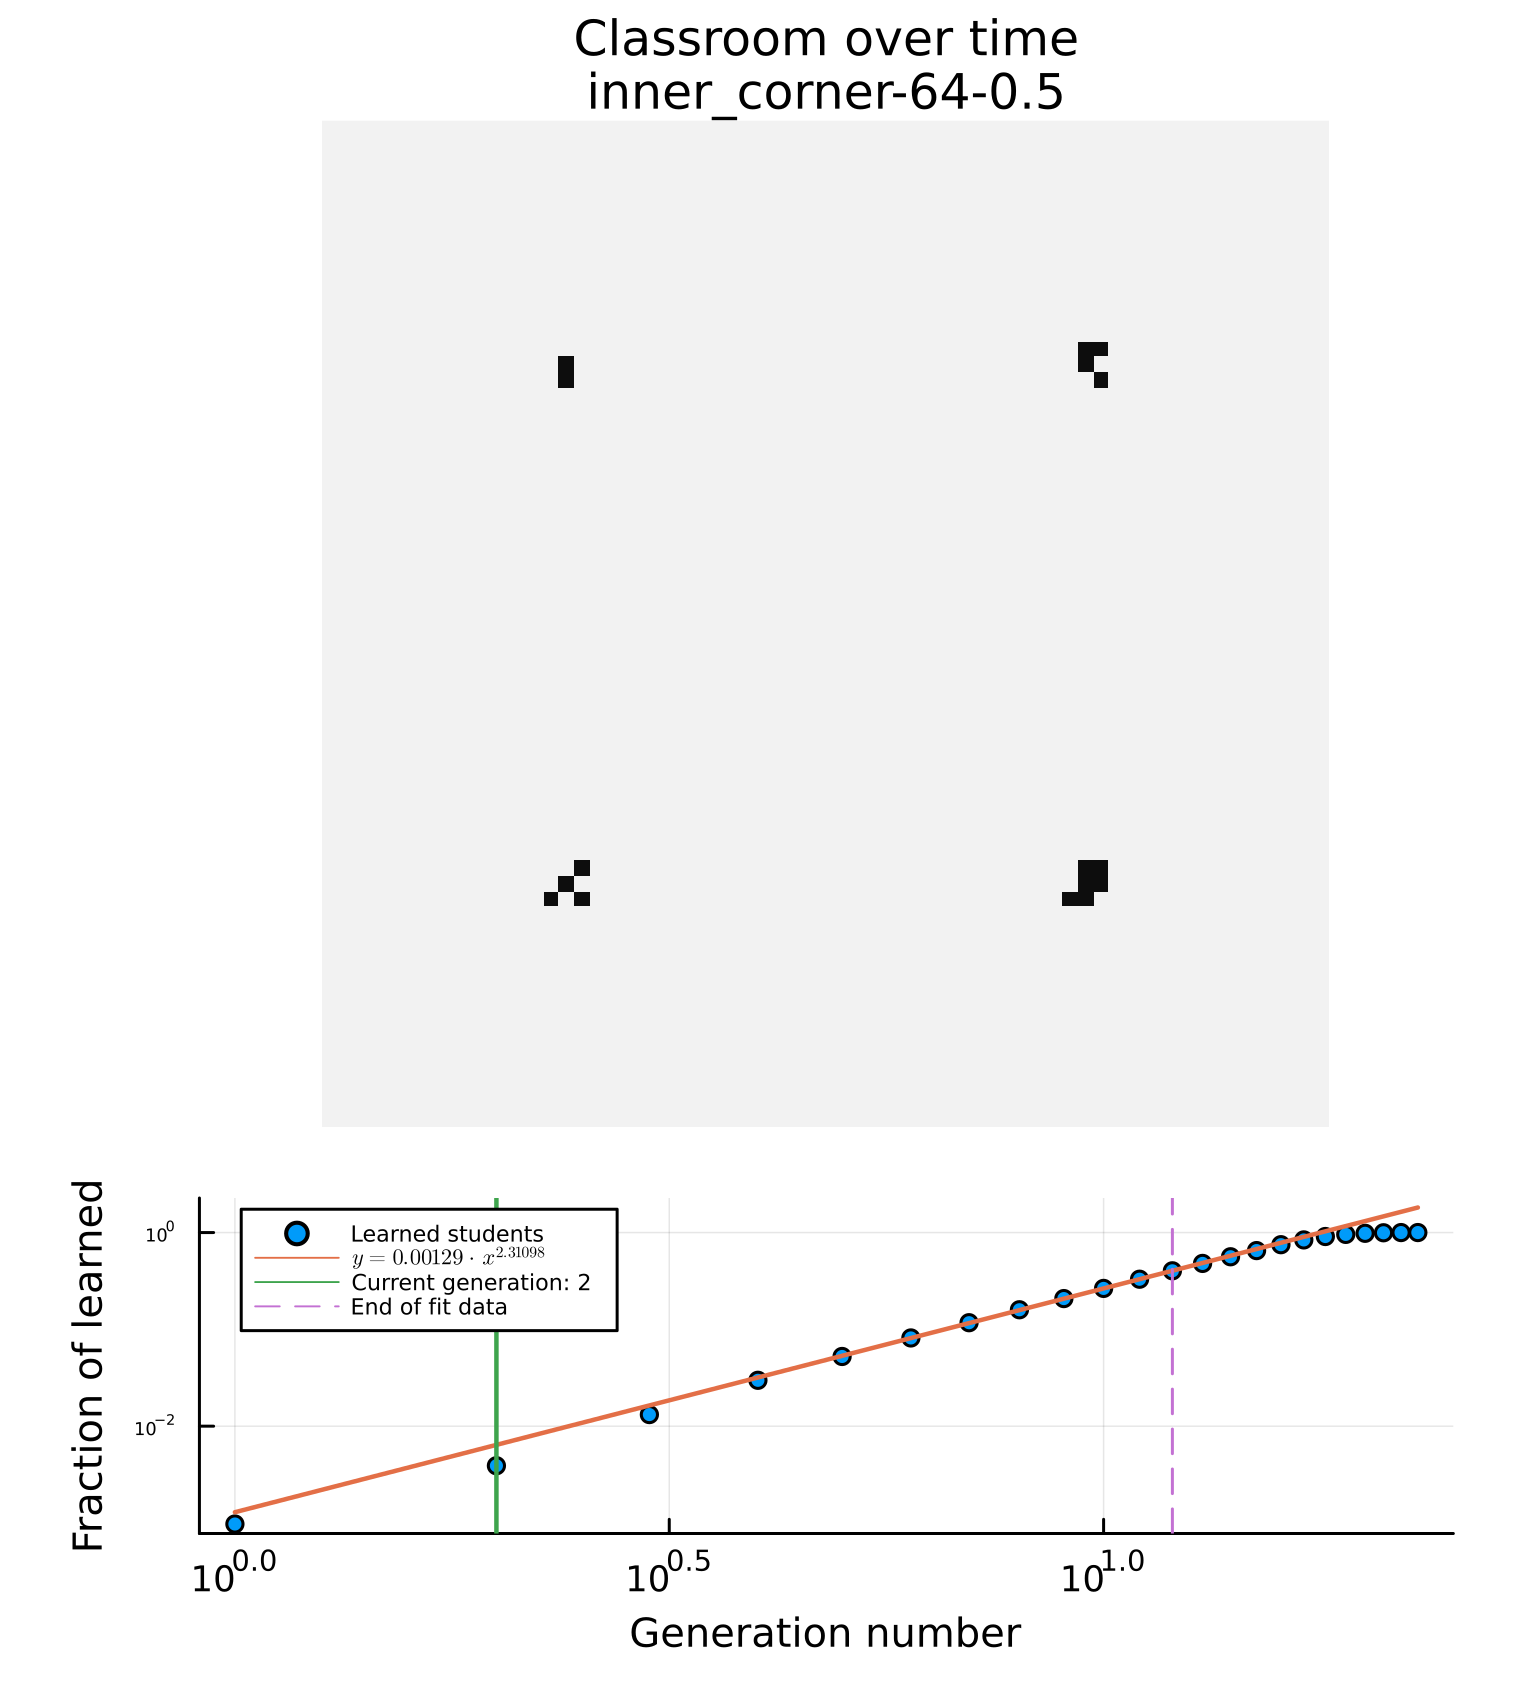 Classroom over time
inner_corner-64-0.5
Fraction of learned
10^0
10^−2
Learned students
y = 0.00129 · x^2.31098
Current generation: 2
End of fit data
10^0.0
10^0.5
10^1.0
Generation number